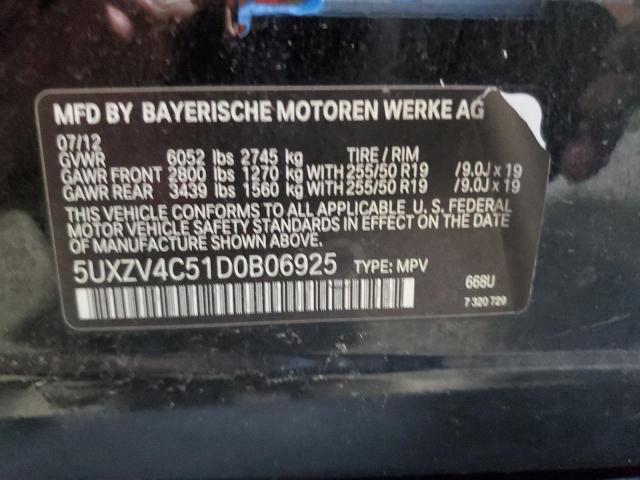 MFD BY BAYERISCHE MOTOREN WERKE AG
07/12
GVWR 6052 lbs 2745 kg TIRE / RIM
GAWR FRONT 2800 lbs 1270 kg WITH 255/50 R19 /9.0J x 19
GAWR REAR 3439 lbs 1560 kg WITH 255/50 R19 /9.0J x 19
THIS VEHICLE CONFORMS TO ALL APPLICABLE U. S. FEDERAL
MOTOR VEHICLE SAFETY STANDARDS IN EFFECT ON THE DATE
OF MANUFACTURE SHOWN ABOVE.
5UXZV4C51D0B06925 TYPE: MPV
668U
7 320 729